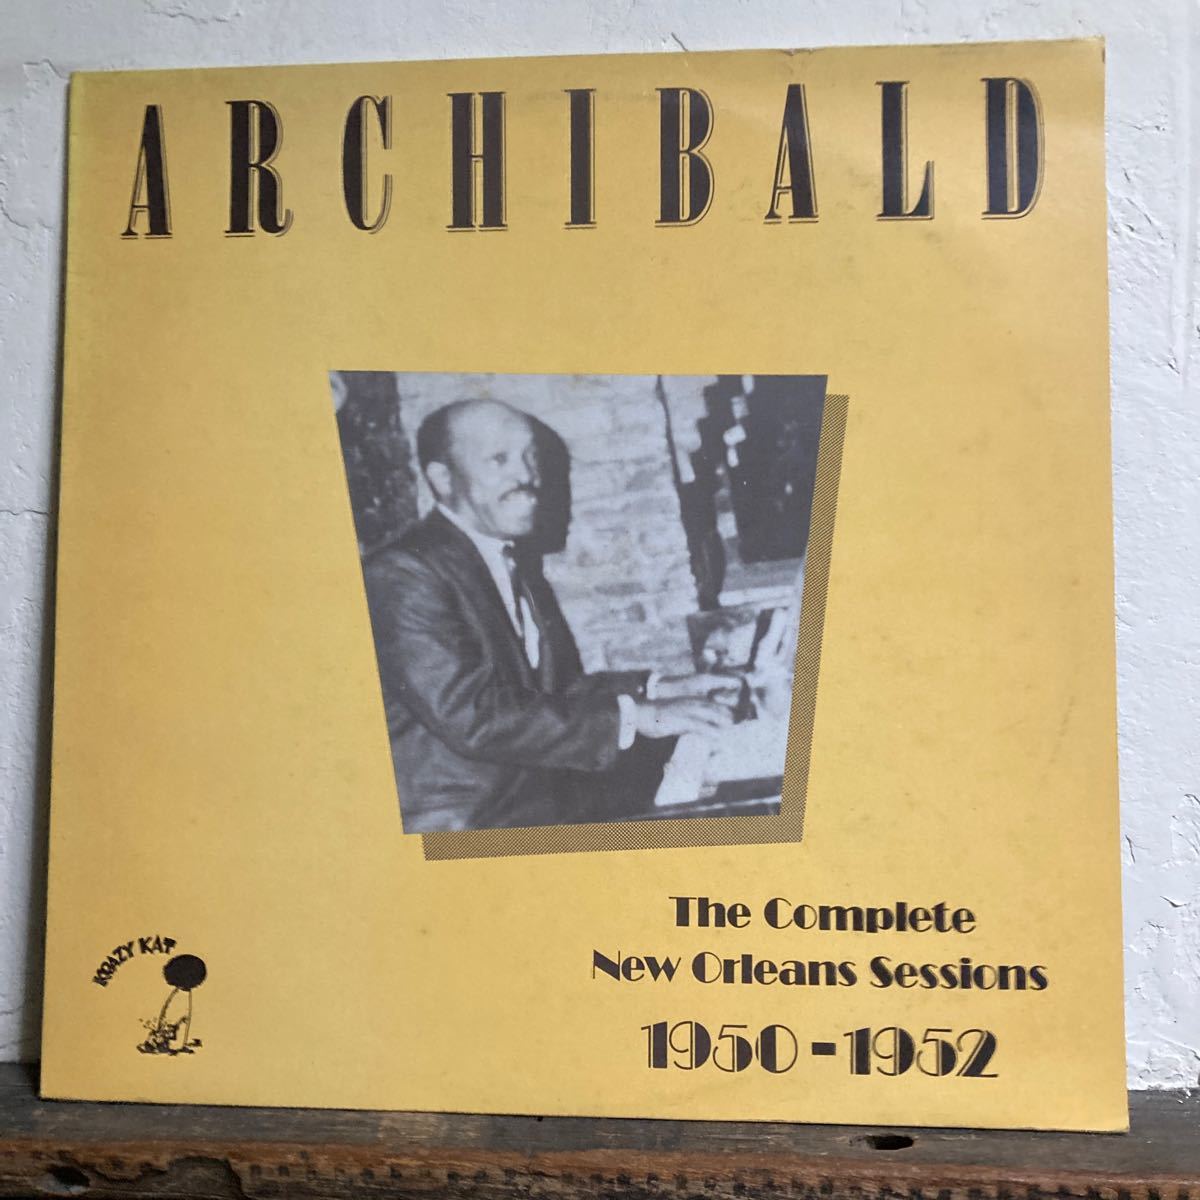 ARCHIBALD
The Complete
New Orleans Sessions
1950-1952
KRAZY KAT